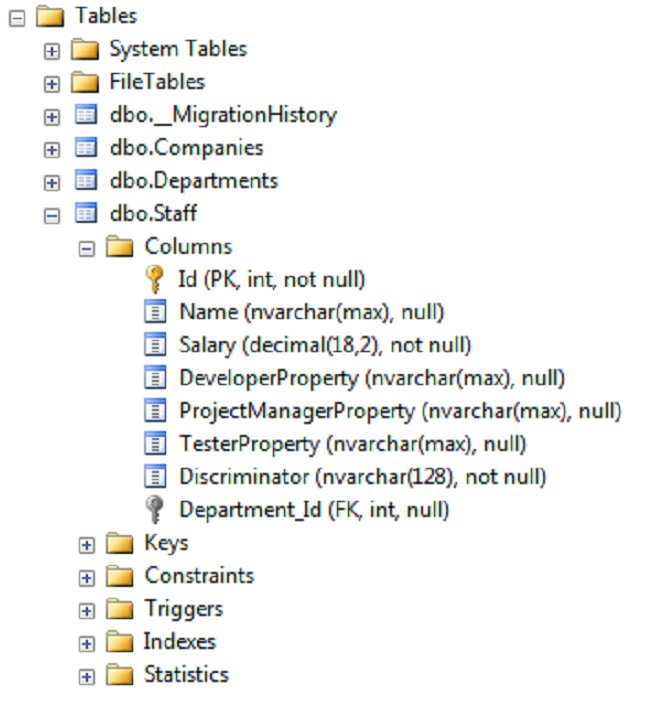 Tables
System Tables
FileTables
dbo.__MigrationHistory
dbo.Companies
dbo.Departments
dbo.Staff
Columns
Id (PK, int, not null)
Name (nvarchar(max), null)
Salary (decimal(18,2), not null)
DeveloperProperty (nvarchar(max), null)
ProjectManagerProperty (nvarchar(max), null)
TesterProperty (nvarchar(max), null)
Discriminator (nvarchar(128), not null)
Department_Id (FK, int, null)
Keys
Constraints
Triggers
Indexes
Statistics